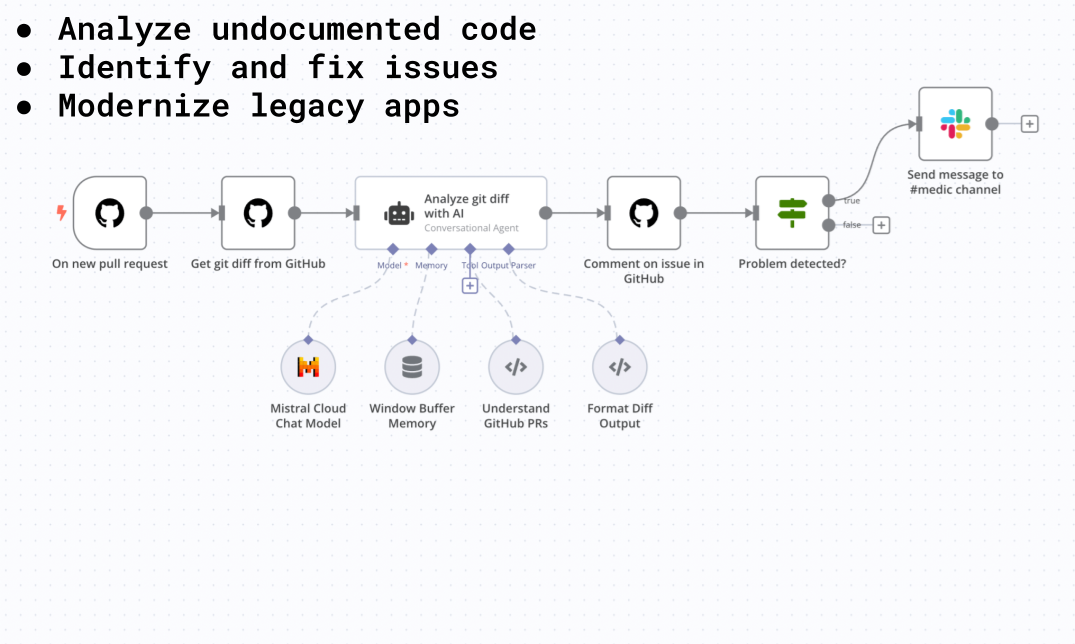 ● Analyze undocumented code
● Identify and fix issues
● Modernize legacy apps
Send message to
#medic channel
On new pull request
Get git diff from GitHub
Analyze git diff
with AI
Conversational Agent
Model *
Memory
Tool
Output Parser
Comment on issue in
GitHub
Problem detected?
true
false
Mistral Cloud
Chat Model
Window Buffer
Memory
Understand
GitHub PRs
Format Diff
Output